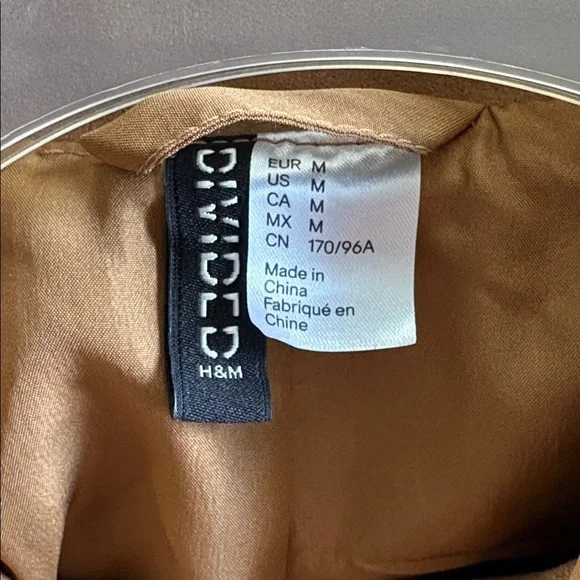 DIVIDED
H&M
EUR M
US M
CA M
MX M
CN 170/96A
Made in
China
Fabriqué en
Chine